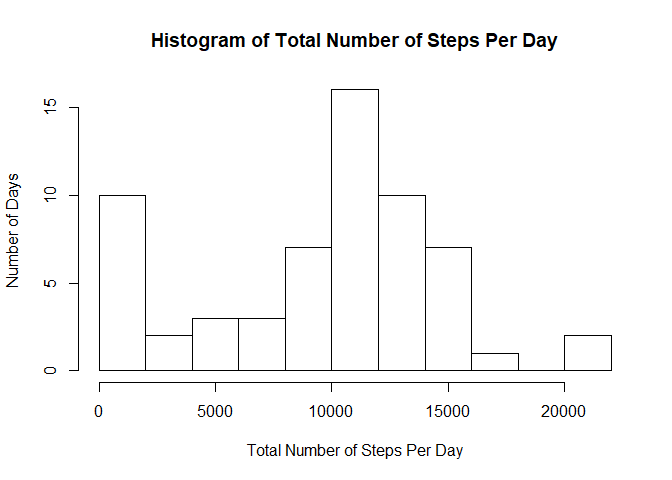 Histogram of Total Number of Steps Per Day
Number of Days
15
10
5
0
0 5000 10000 15000 20000
Total Number of Steps Per Day